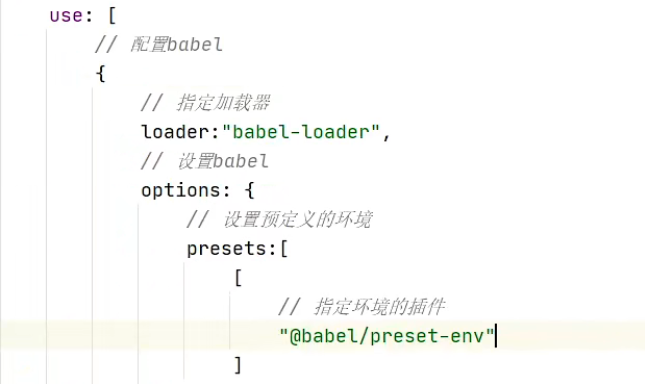 use: [
// 配置babel
{
// 指定加载器
loader:"babel-loader",
// 设置babel
options: {
// 设置预定义的环境
presets:[
[
// 指定环境的插件
"@babel/preset-env"
]